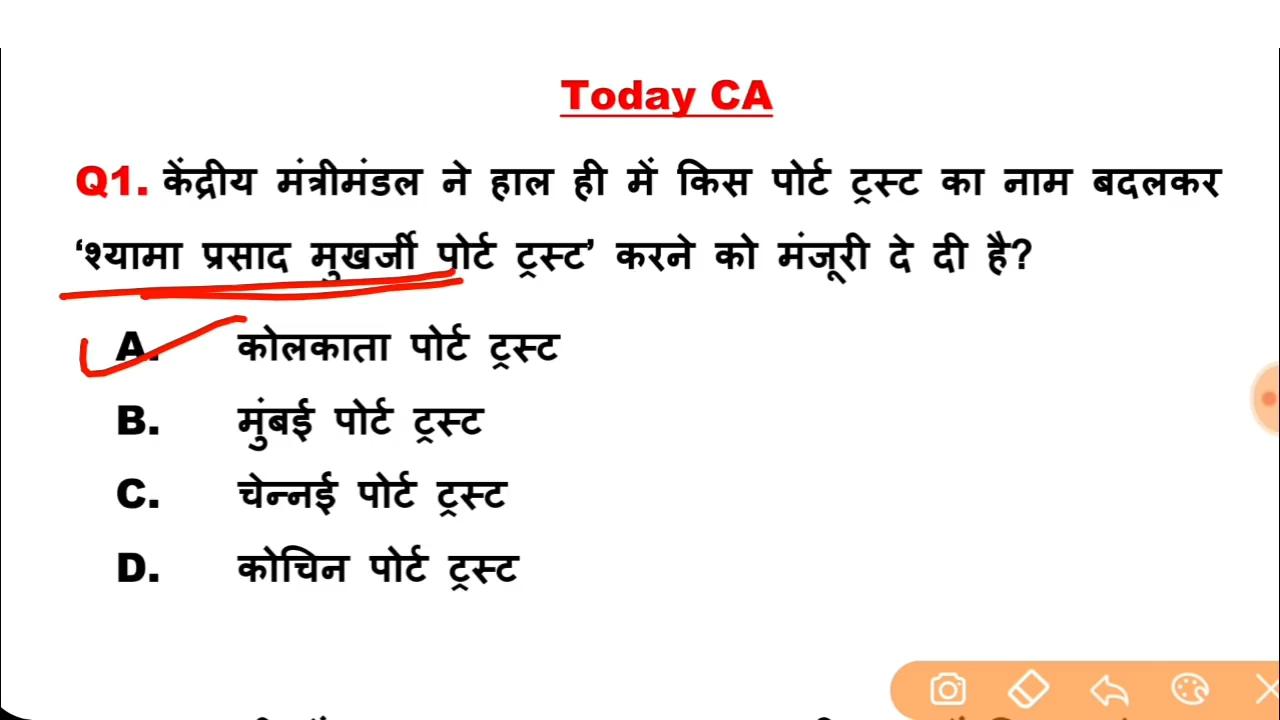 Today CA
Q1. केंद्रीय मंत्रीमंडल ने हाल ही में किस पोर्ट ट्रस्ट का नाम बदलकर
‘श्यामा प्रसाद मुखर्जी पोर्ट ट्रस्ट’ करने को मंजूरी दे दी है?
A. कोलकाता पोर्ट ट्रस्ट
B. मुंबई पोर्ट ट्रस्ट
C. चेन्नई पोर्ट ट्रस्ट
D. कोचिन पोर्ट ट्रस्ट